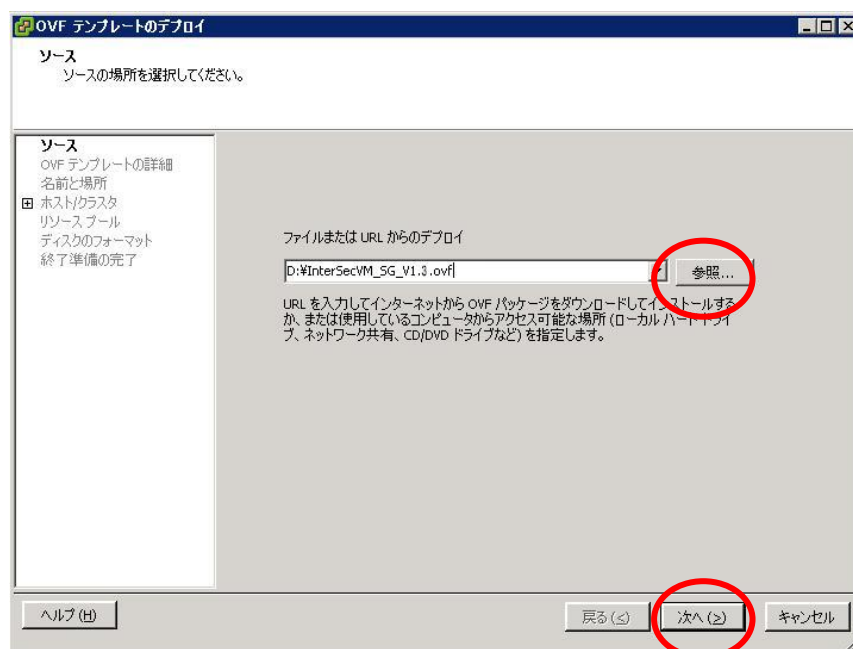 OVF テンプレートのデプロイ
ソース
ソースの場所を選択してください。
ソース
OVF テンプレートの詳細
名前と場所
ホスト/クラスタ
リソース プール
ディスクのフォーマット
終了準備の完了
ファイルまたは URL からのデプロイ
D:¥InterSecVM_SG_V1.3.ovf
参照...
URL を入力してインターネットから OVF パッケージをダウンロードしてインストールする
か、または使用しているコンピュータからアクセス可能な場所 (ローカル ハード ドライ
ブ、ネットワーク共有、CD/DVD ドライブなど) を指定します。
ヘルプ(H)
戻る(<)
次へ(>)
キャンセル